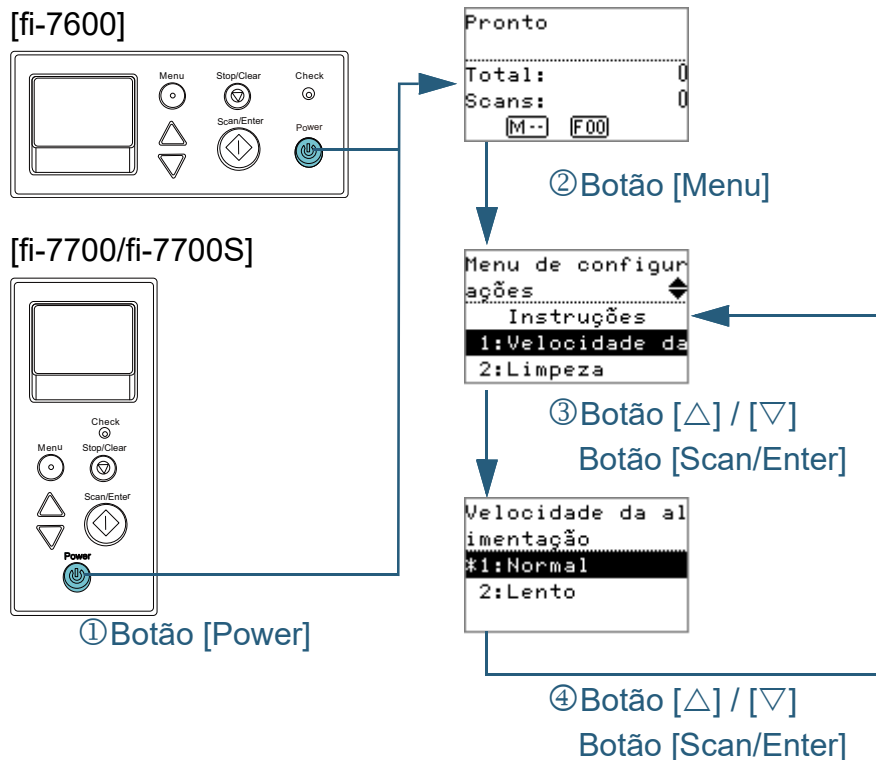 [fi-7600]
Menu
Stop/Clear
Check
Scan/Enter
Power
[fi-7700/fi-7700S]
Check
Menu
Stop/Clear
Scan/Enter
Power
①Botão [Power]
Pronto
Total: 0
Scans: 0
M-- F00
②Botão [Menu]
Menu de configur
ações
Instruções
1:Velocidade da
2:Limpeza
③Botão [△] / [▽]
Botão [Scan/Enter]
Velocidade da al
imentação
*1:Normal
2:Lento
④Botão [△] / [▽]
Botão [Scan/Enter]